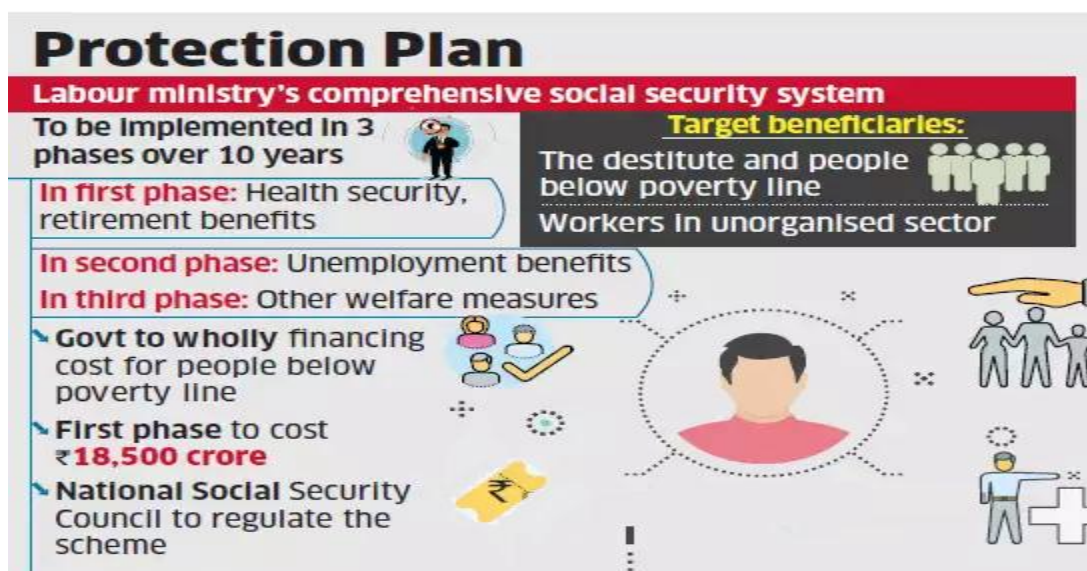 Protection Plan
Labour ministry's comprehensive social security system
To be implemented in 3
phases over 10 years
In first phase: Health security,
retirement benefits
Target beneficiaries:
The destitute and people
below poverty line
Workers in unorganised sector
In second phase: Unemployment benefits
In third phase: Other welfare measures
Govt to wholly financing
cost for people below
poverty line
First phase to cost
₹18,500 crore
National Social Security
Council to regulate the
scheme
₹